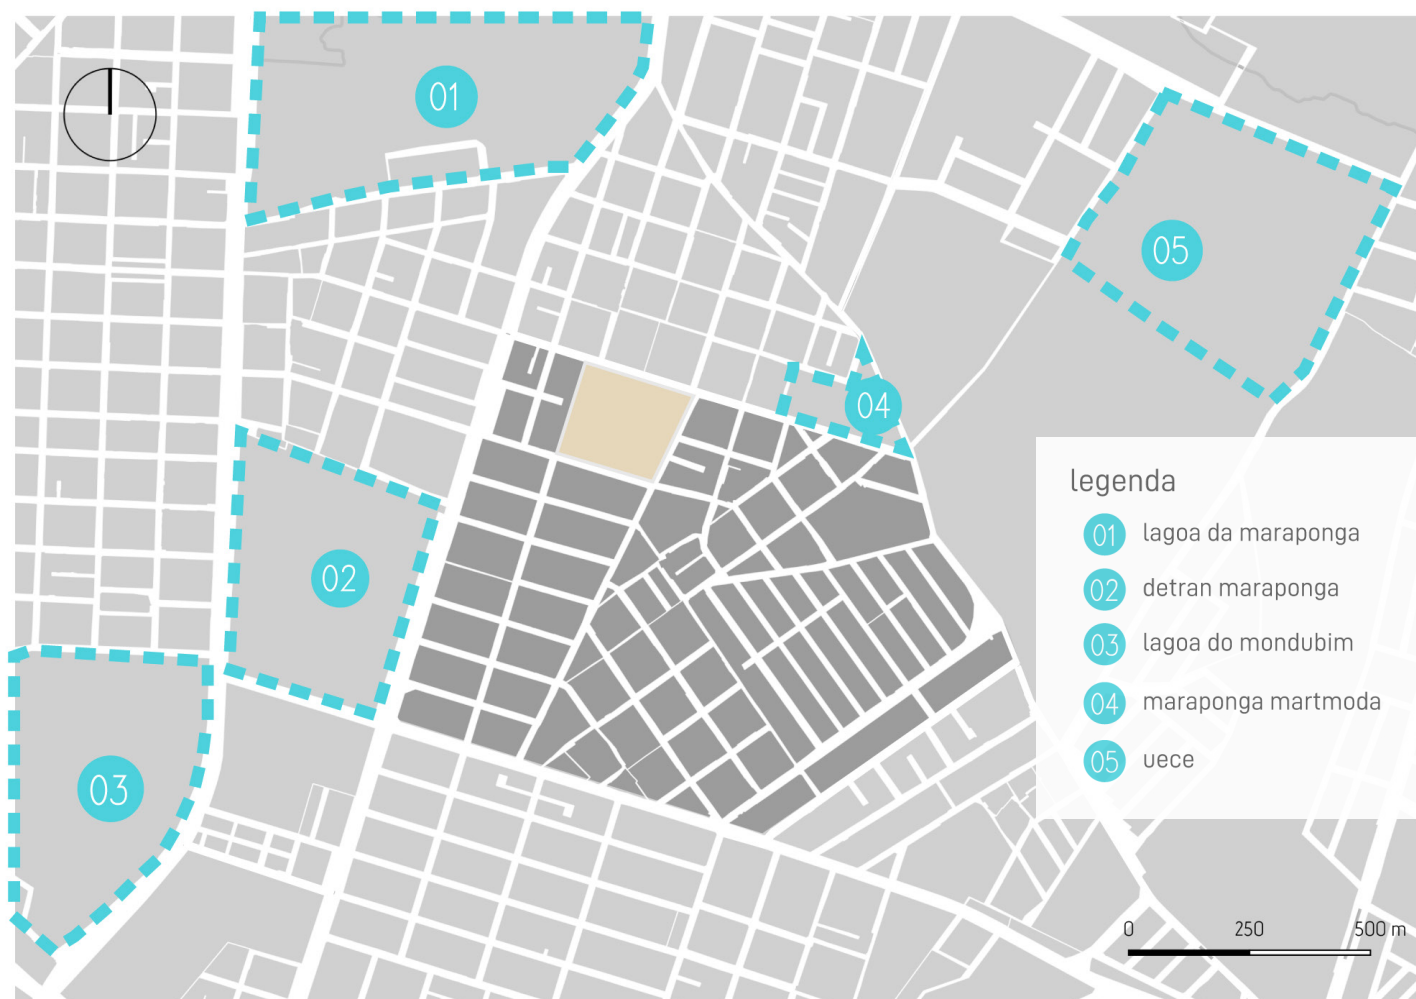 01
05
04
02
03
legenda
01 lagoa da maraponga
02 detran maraponga
03 lagoa do mondubim
04 maraponga martmoda
05 uece
0 250 500 m